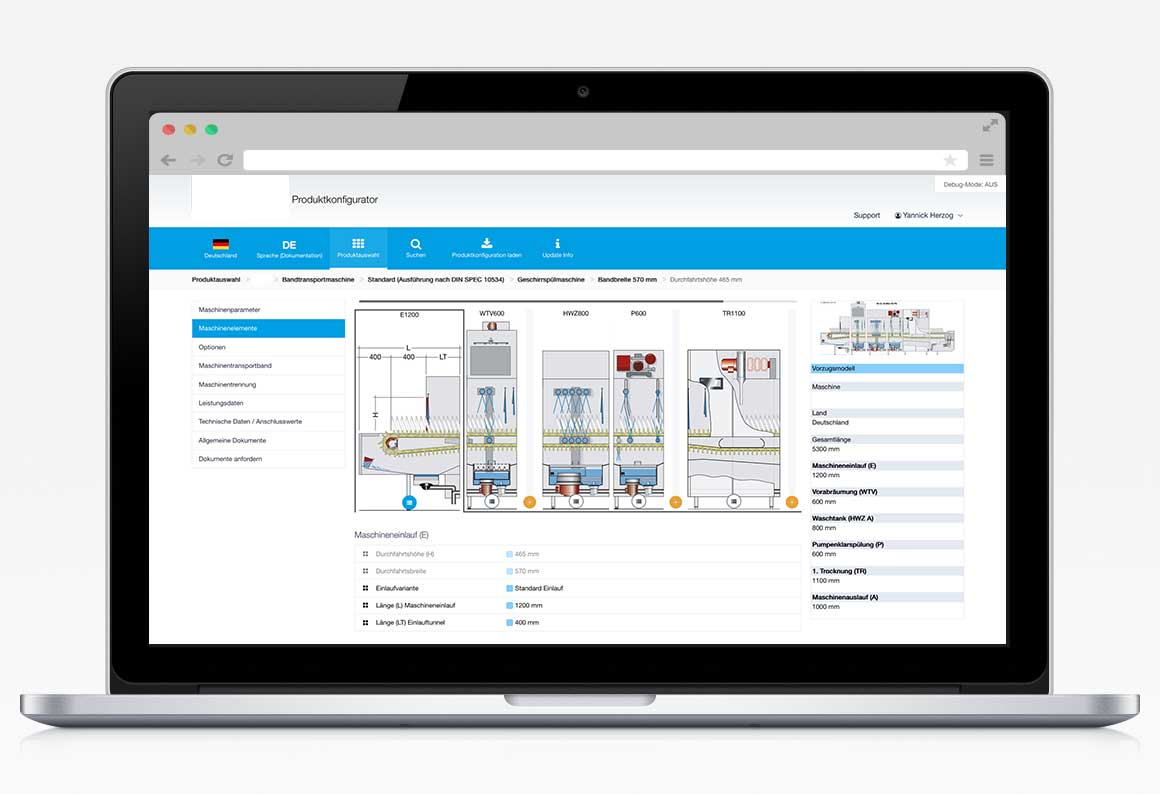 Debug-Mode: AUS
Produktkonfigurator
Support
Yannick Herzog
Deutschland
DE
Sprache (Dokumentation)
Produktauswahl
Suchen
Produktkonfiguration laden
Update Info
Produktauswahl > > Bandtransportmaschine > Standard (Ausführung nach DIN SPEC 10534) > Geschirrspülmaschine > Bandbreite 570 mm > Durchfahrtshöhe 465 mm
Maschinenparameter
Maschinenelemente
Optionen
Maschinentransportband
Maschinentrennung
Leistungsdaten
Technische Daten / Anschlusswerte
Allgemeine Dokumente
Dokumente anfordern
E1200
WTV600
HWZ800
P600
TR1100
L
400
400
LT
H
Maschineneinlauf (E)
Durchfahrtshöhe (H) 465 mm
Durchfahrtsbreite 570 mm
Einlaufvariante Standard Einlauf
Länge (L) Maschineneinlauf 1200 mm
Länge (LT) Einlauftunnel 400 mm
Vorzugsmodell
Maschine
Land
Deutschland
Gesamtlänge
5300 mm
Maschineneinlauf (E)
1200 mm
Vorabräumung (WTV)
600 mm
Waschtank (HWZ A)
800 mm
Pumpenklarspülung (P)
600 mm
1. Trocknung (TR)
1100 mm
Maschinenauslauf (A)
1000 mm